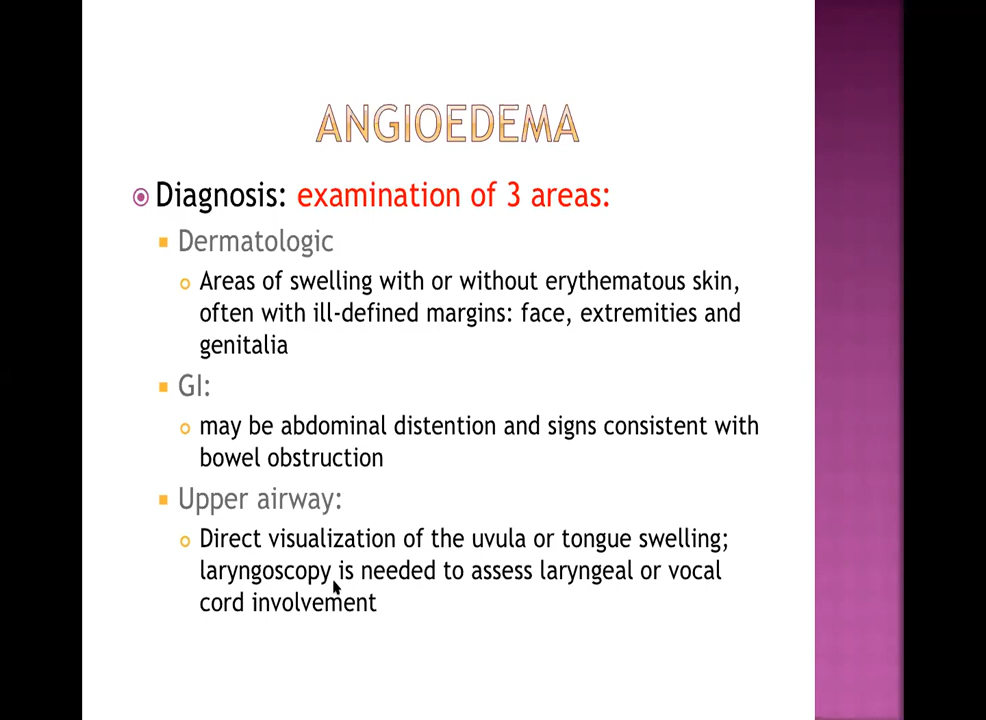 ANGIOEDEMA
Diagnosis: examination of 3 areas:
Dermatologic
Areas of swelling with or without erythematous skin,
often with ill-defined margins: face, extremities and
genitalia
GI:
may be abdominal distention and signs consistent with
bowel obstruction
Upper airway:
Direct visualization of the uvula or tongue swelling;
laryngoscopy is needed to assess laryngeal or vocal
cord involvement